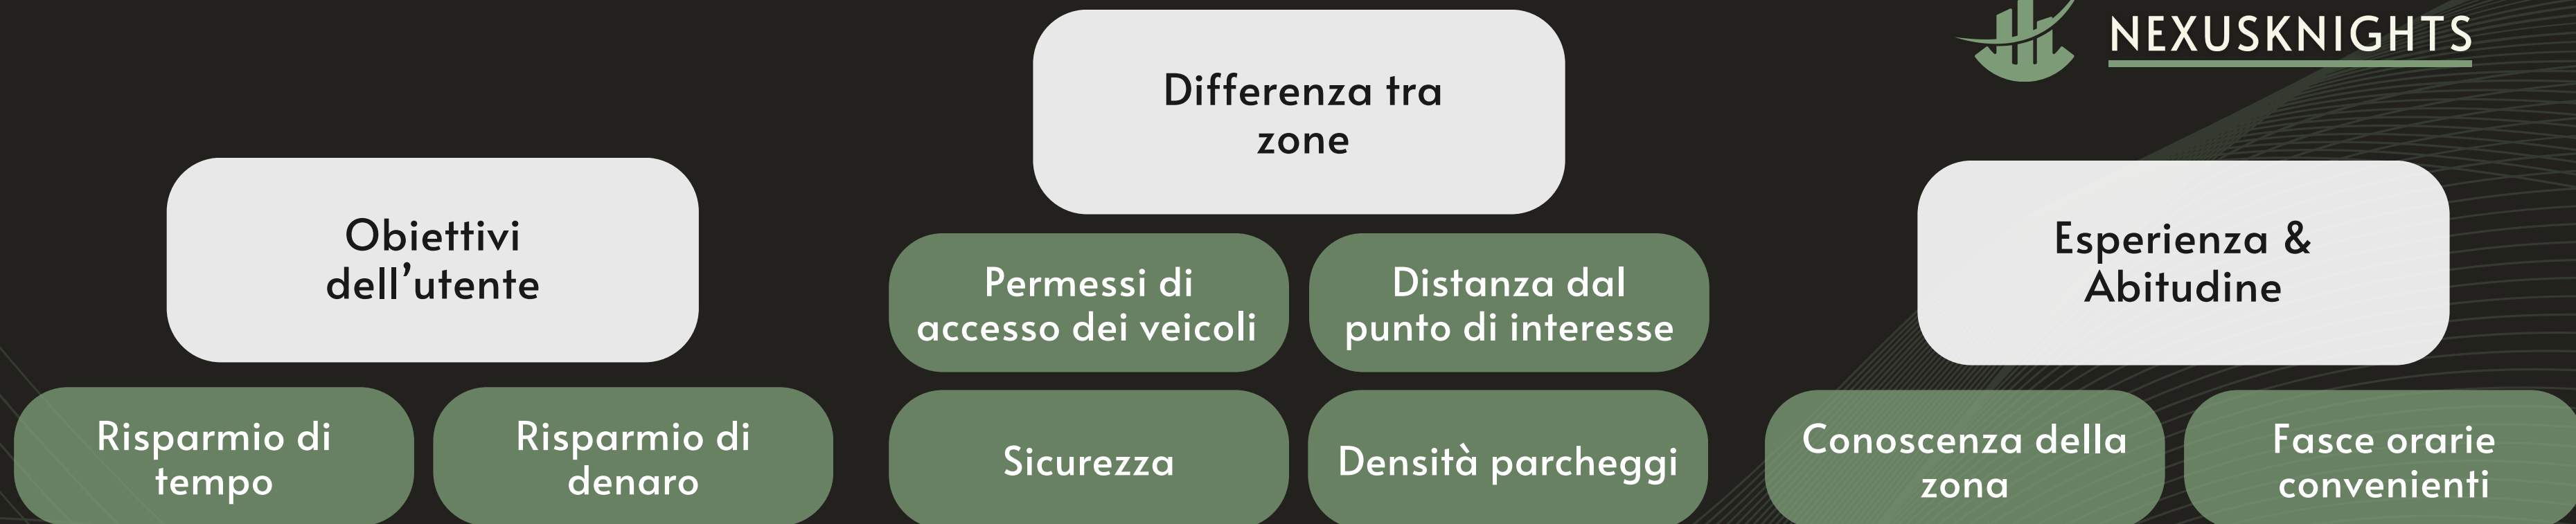 NEXUSKNIGHTS
Differenza tra
zone
Obiettivi
dell'utente
Esperienza &
Abitudine
Permessi di
accesso dei veicoli
Distanza dal
punto di interesse
Risparmio di
tempo
Risparmio di
denaro
Sicurezza
Densità parcheggi
Conoscenza della
zona
Fasce orarie
convenienti